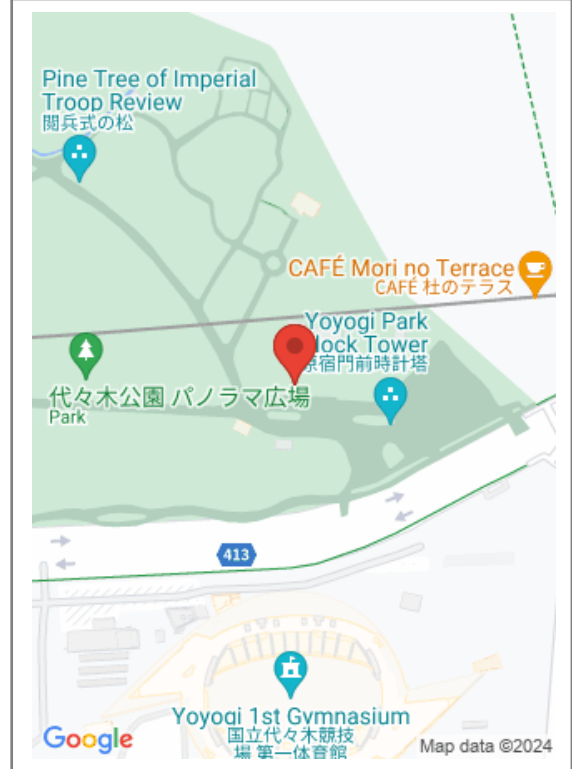 Pine Tree of Imperial
Troop Review
閲兵式の松
CAFÉ Mori no Terrace
CAFÉ 杜のテラス
Yoyogi Park
lock Tower
原宿門前時計塔
代々木公園 パノラマ広場
Park
413
Yoyogi 1st Gymnasium
国立代々木競技
場 第一体育館
Google
Map data ©2024